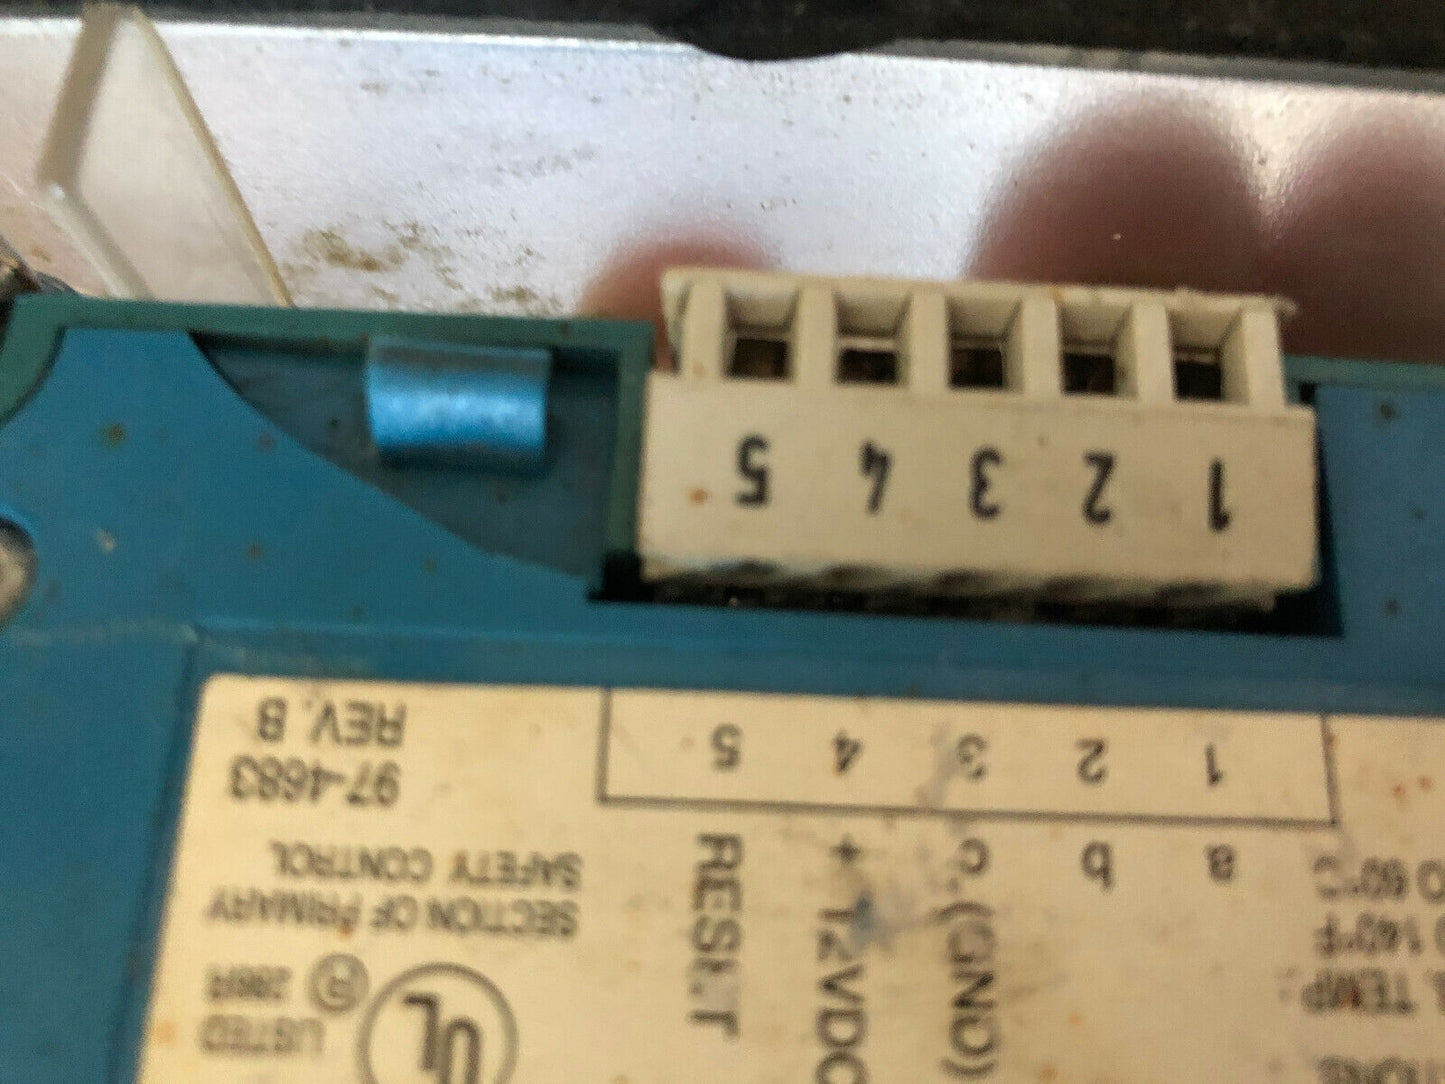 1 2 3 4 5
1 2 3 4 5
a b c, (GND) + 12VDC RESET
97-4683
REV. B
SECTION OF PRIMARY
SAFETY CONTROL
UL
LISTED
286R
®
60°C
140°F
TEMP